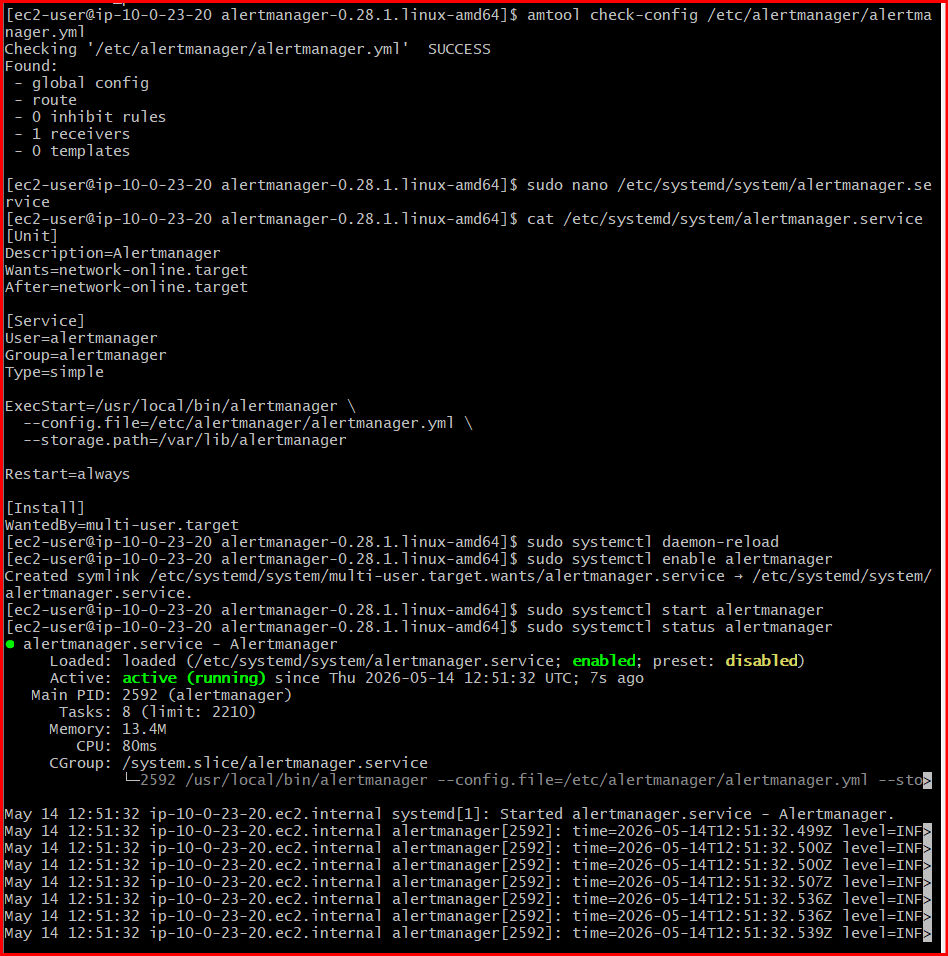 [ec2-user@ip-10-0-23-20 alertmanager-0.28.1.linux-amd64]$ amtool check-config /etc/alertmanager/alertma
nager.yml
Checking '/etc/alertmanager/alertmanager.yml'  SUCCESS
Found:
 - global config
 - route
 - 0 inhibit rules
 - 1 receivers
 - 0 templates

[ec2-user@ip-10-0-23-20 alertmanager-0.28.1.linux-amd64]$ sudo nano /etc/systemd/system/alertmanager.se
rvice
[ec2-user@ip-10-0-23-20 alertmanager-0.28.1.linux-amd64]$ cat /etc/systemd/system/alertmanager.service
[Unit]
Description=Alertmanager
Wants=network-online.target
After=network-online.target

[Service]
User=alertmanager
Group=alertmanager
Type=simple

ExecStart=/usr/local/bin/alertmanager \
  --config.file=/etc/alertmanager/alertmanager.yml \
  --storage.path=/var/lib/alertmanager

Restart=always

[Install]
WantedBy=multi-user.target
[ec2-user@ip-10-0-23-20 alertmanager-0.28.1.linux-amd64]$ sudo systemctl daemon-reload
[ec2-user@ip-10-0-23-20 alertmanager-0.28.1.linux-amd64]$ sudo systemctl enable alertmanager
Created symlink /etc/systemd/system/multi-user.target.wants/alertmanager.service → /etc/systemd/system/
alertmanager.service.
[ec2-user@ip-10-0-23-20 alertmanager-0.28.1.linux-amd64]$ sudo systemctl start alertmanager
[ec2-user@ip-10-0-23-20 alertmanager-0.28.1.linux-amd64]$ sudo systemctl status alertmanager
● alertmanager.service - Alertmanager
     Loaded: loaded (/etc/systemd/system/alertmanager.service; enabled; preset: disabled)
     Active: active (running) since Thu 2026-05-14 12:51:32 UTC; 7s ago
   Main PID: 2592 (alertmanager)
      Tasks: 8 (limit: 2210)
     Memory: 13.4M
        CPU: 80ms
     CGroup: /system.slice/alertmanager.service
             └─2592 /usr/local/bin/alertmanager --config.file=/etc/alertmanager/alertmanager.yml --sto>

May 14 12:51:32 ip-10-0-23-20.ec2.internal systemd[1]: Started alertmanager.service - Alertmanager.
May 14 12:51:32 ip-10-0-23-20.ec2.internal alertmanager[2592]: time=2026-05-14T12:51:32.499Z level=INF>
May 14 12:51:32 ip-10-0-23-20.ec2.internal alertmanager[2592]: time=2026-05-14T12:51:32.500Z level=INF>
May 14 12:51:32 ip-10-0-23-20.ec2.internal alertmanager[2592]: time=2026-05-14T12:51:32.500Z level=INF>
May 14 12:51:32 ip-10-0-23-20.ec2.internal alertmanager[2592]: time=2026-05-14T12:51:32.507Z level=INF>
May 14 12:51:32 ip-10-0-23-20.ec2.internal alertmanager[2592]: time=2026-05-14T12:51:32.536Z level=INF>
May 14 12:51:32 ip-10-0-23-20.ec2.internal alertmanager[2592]: time=2026-05-14T12:51:32.536Z level=INF>
May 14 12:51:32 ip-10-0-23-20.ec2.internal alertmanager[2592]: time=2026-05-14T12:51:32.539Z level=INF>